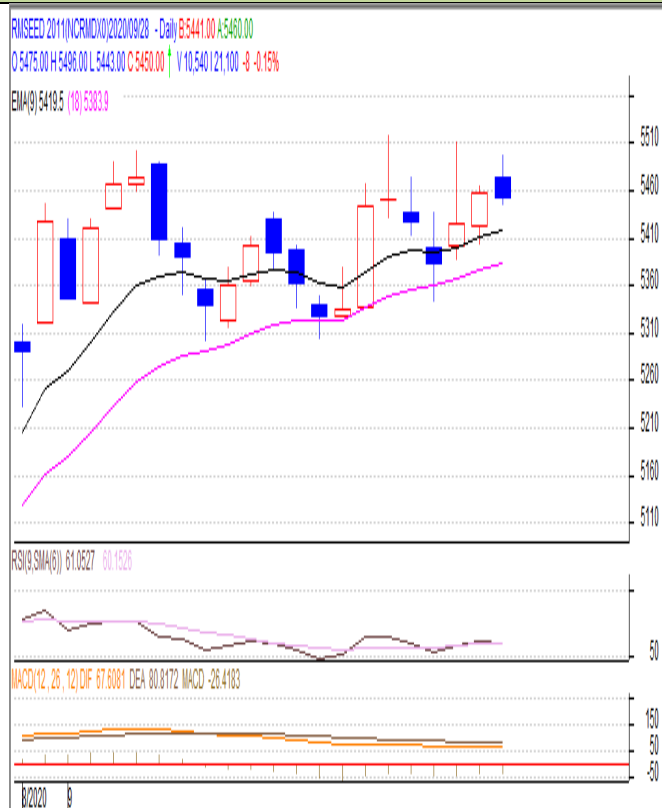 RMSEED 2011(NCRMDX0)2020/09/28 - Daily B:5441.00 A:5460.00
O 5475.00 H 5496.00 L 5443.00 C 5450.00 V 10,540 I 21,100 -8 -0.15%
EMA(9) 5419.5 (18) 5383.9
5510
5460
5410
5360
5310
5260
5210
5160
5110
RSI(9,SMA(6)) 61.0527 60.1526
50
MACD(12 , 26 , 12) DIF 67.6081 DEA 80.8172 MACD -26.4183
150
50
-50
8/2020 9